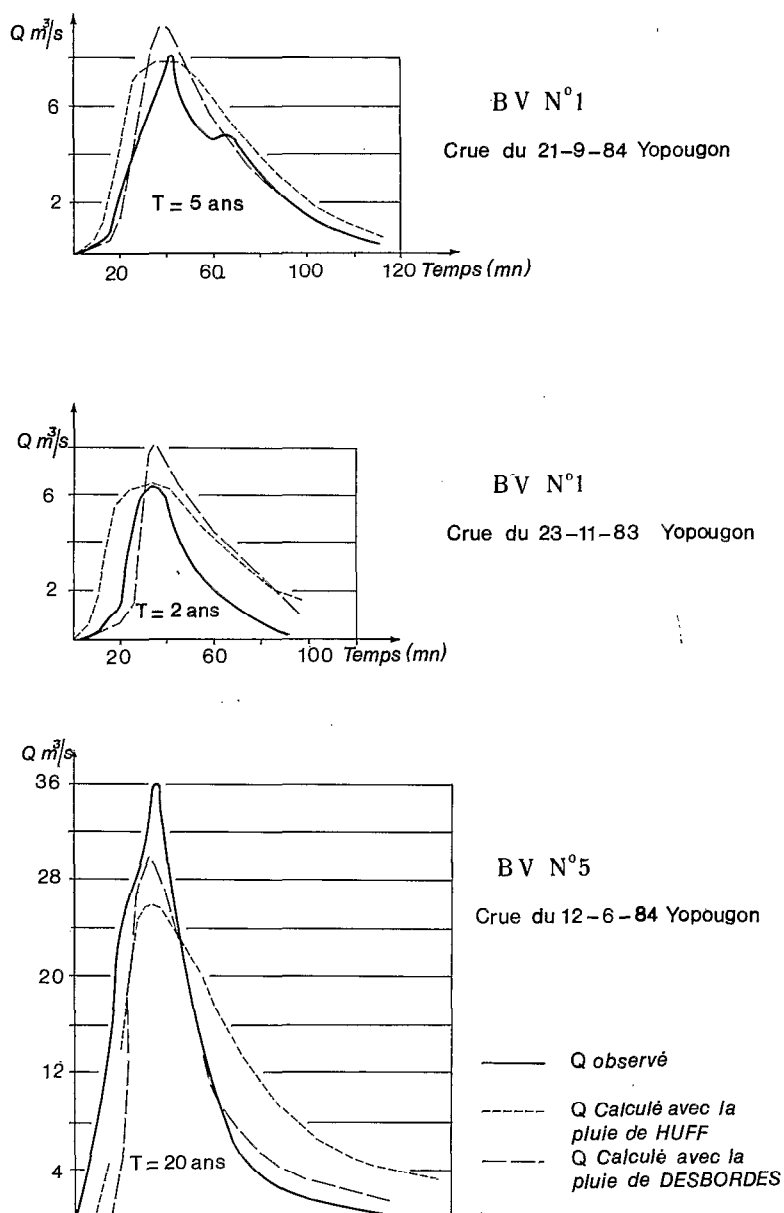 Q m³/s
6
2
T = 5 ans
20 60 100 120 Temps (mn)
BV N°1
Crue du 21-9-84 Yopougon
Q m³/s
6
2
T = 2 ans
20 60 100 Temps (mn)
BV N°1
Crue du 23-11-83 Yopougon
Q m³/s
36
28
20
12
4
T = 20 ans
BV N°5
Crue du 12-6-84 Yopougon
Q observé
Q Calculé avec la
pluie de HUFF
Q Calculé avec la
pluie de DESBORDES